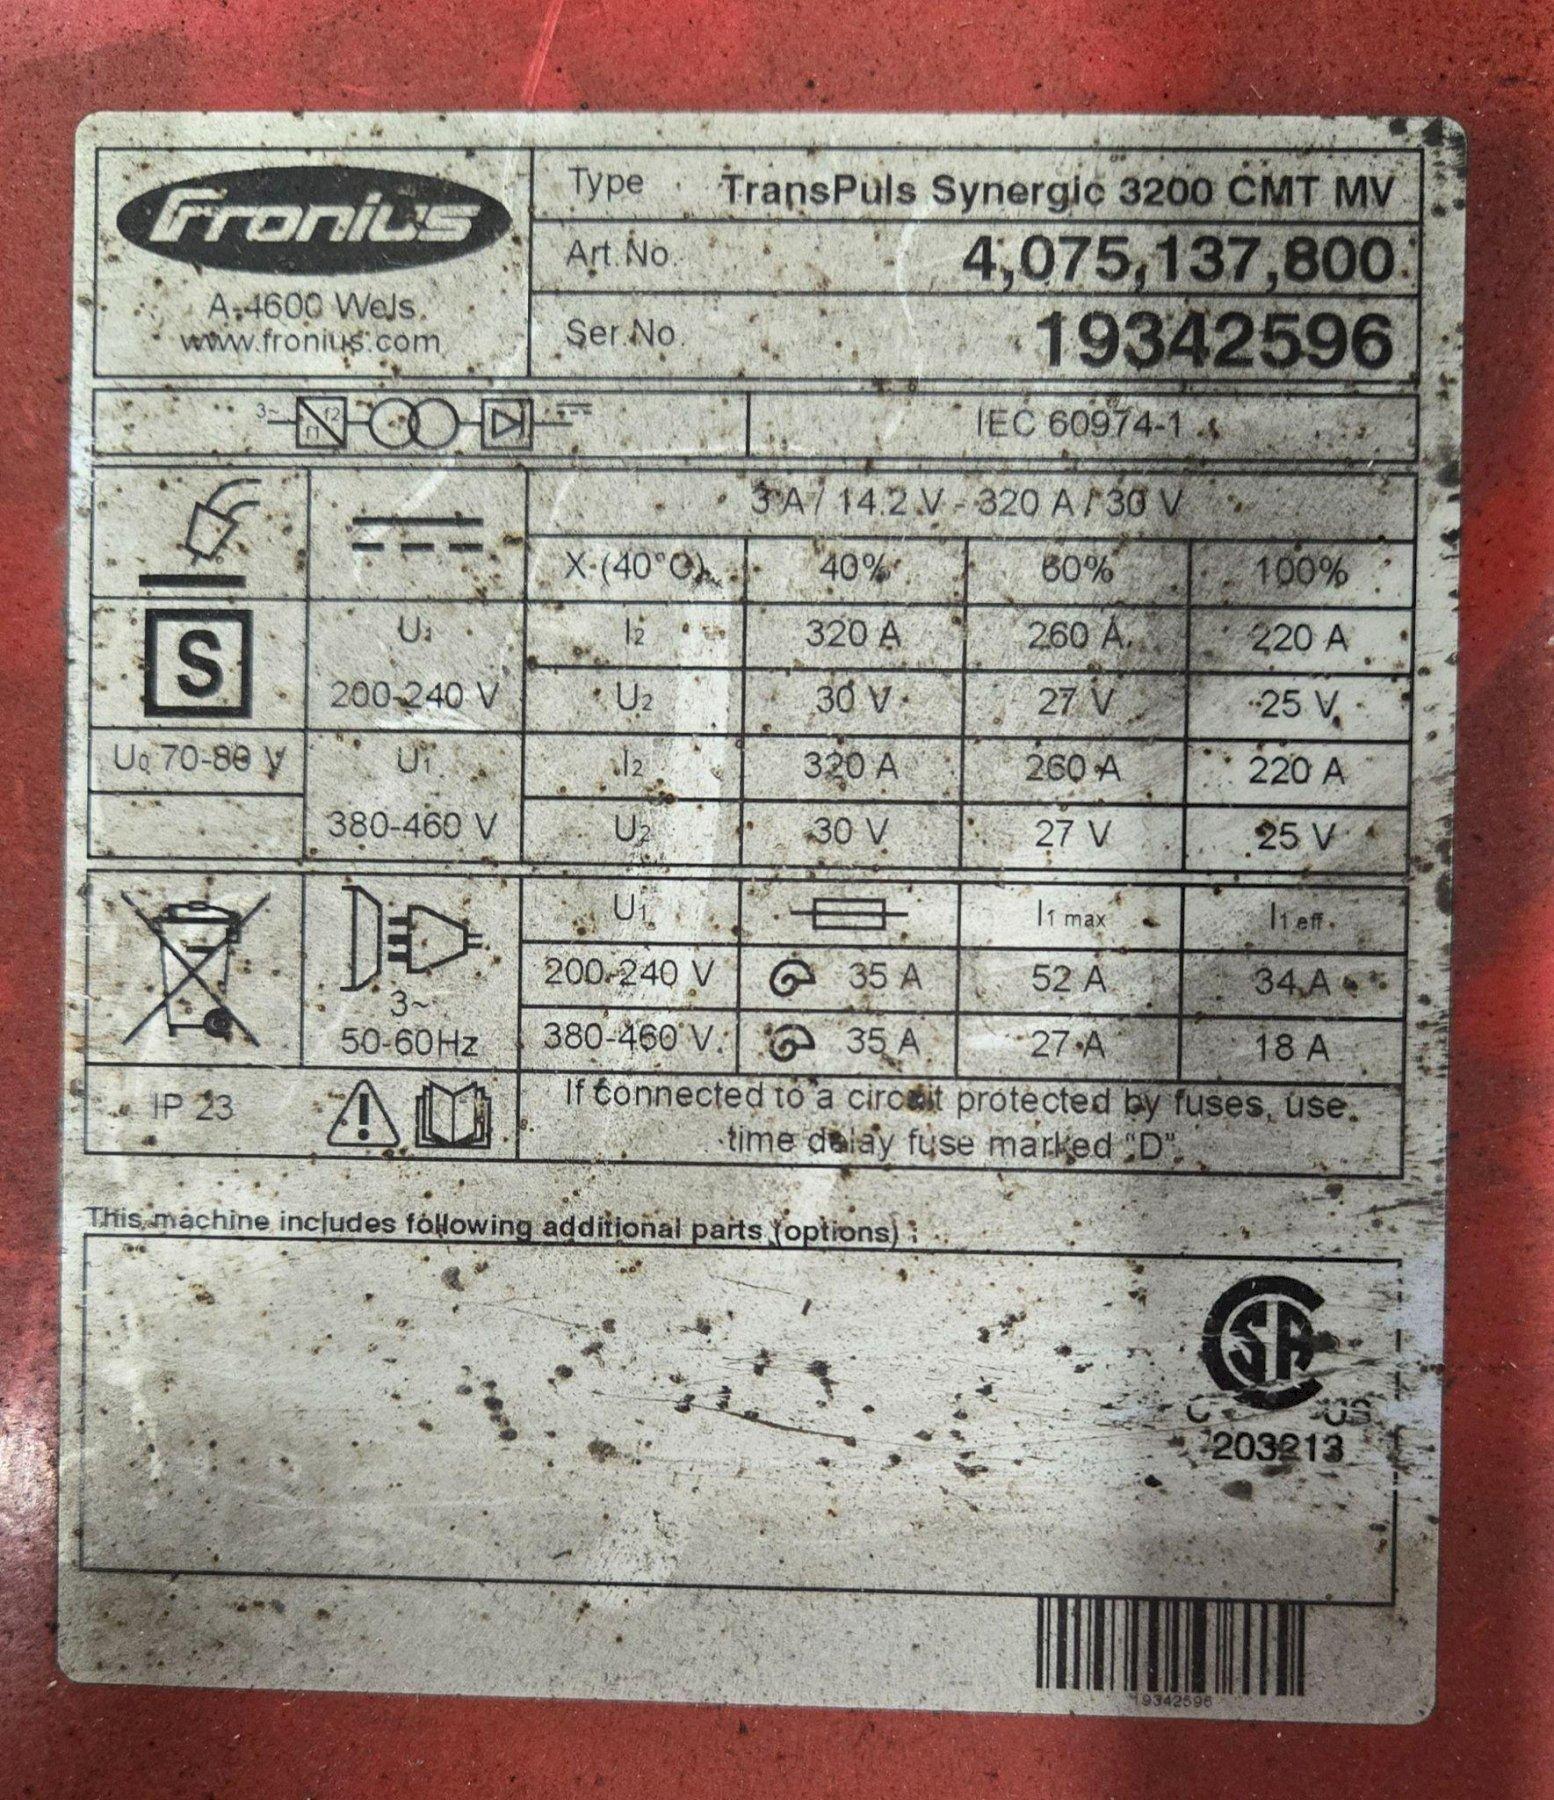 Fronius
A-4600 Wels
www.fronius.com
Type TransPuls Synergic 3200 CMT MV
Art.No. 4,075,137,800
Ser.No. 19342596
3~ f1 f2
IEC 60974-1
3 A / 14.2 V - 320 A / 30 V
X (40°C) 40% 60% 100%
S
U1 I2 320 A 260 A 220 A
200-240 V U2 30 V 27 V 25 V
U0 70-80 V U1 I2 320 A 260 A 220 A
380-460 V U2 30 V 27 V 25 V
U1 I1 max I1 eff
200-240 V 35 A 52 A 34 A
3~
50-60Hz 380-460 V 35 A 27 A 18 A
IP 23
If connected to a circuit protected by fuses, use
time delay fuse marked "D".
This machine includes following additional parts (options) :
CSA
C US
203213
19342596